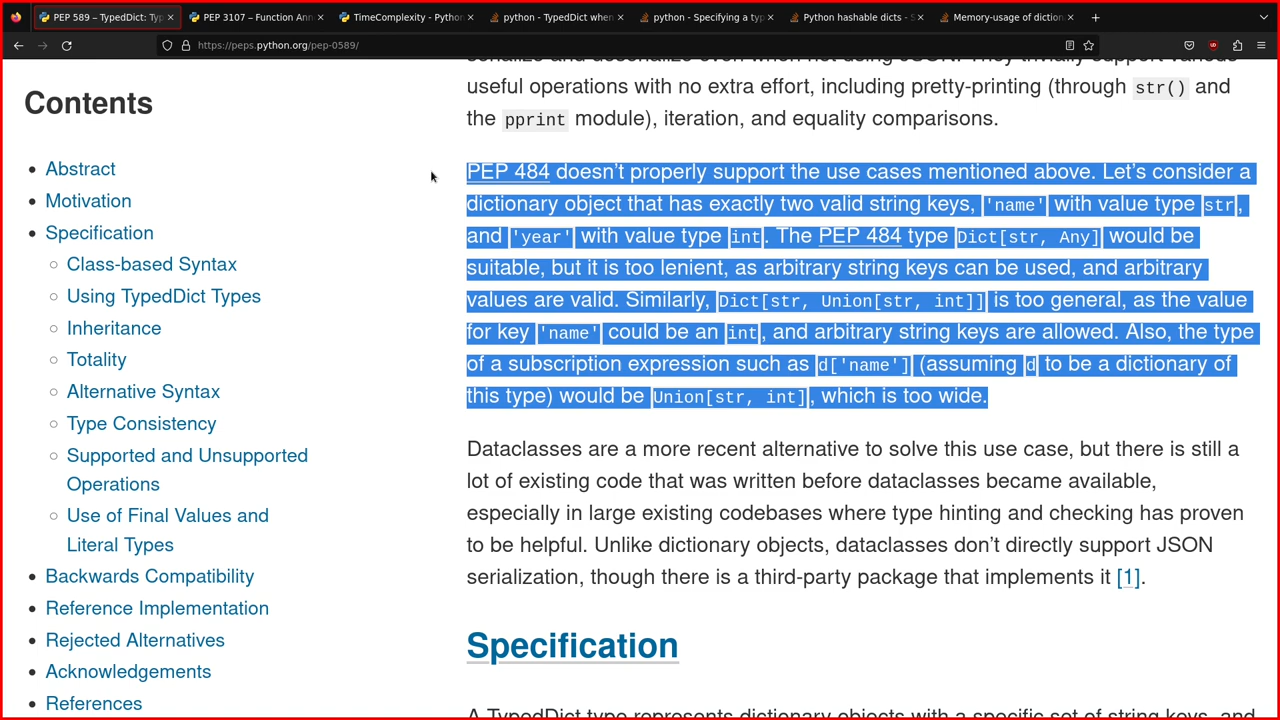 PEP 589 – TypedDict: Typ
PEP 3107 – Function Ann
TimeComplexity - Python
python - TypedDict when
python - Specifying a typ
Python hashable dicts - S
Memory-usage of diction
https://peps.python.org/pep-0589/
Contents
Abstract
Motivation
Specification
Class-based Syntax
Using TypedDict Types
Inheritance
Totality
Alternative Syntax
Type Consistency
Supported and Unsupported
Operations
Use of Final Values and
Literal Types
Backwards Compatibility
Reference Implementation
Rejected Alternatives
Acknowledgements
References
serialize and deserialize even when not using JSON. They trivially support various
useful operations with no extra effort, including pretty-printing (through str() and
the pprint module), iteration, and equality comparisons.
PEP 484 doesn’t properly support the use cases mentioned above. Let’s consider a
dictionary object that has exactly two valid string keys, 'name' with value type str,
and 'year' with value type int. The PEP 484 type Dict[str, Any] would be
suitable, but it is too lenient, as arbitrary string keys can be used, and arbitrary
values are valid. Similarly, Dict[str, Union[str, int]] is too general, as the value
for key 'name' could be an int, and arbitrary string keys are allowed. Also, the type
of a subscription expression such as d['name'] (assuming d to be a dictionary of
this type) would be Union[str, int], which is too wide.
Dataclasses are a more recent alternative to solve this use case, but there is still a
lot of existing code that was written before dataclasses became available,
especially in large existing codebases where type hinting and checking has proven
to be helpful. Unlike dictionary objects, dataclasses don’t directly support JSON
serialization, though there is a third-party package that implements it [1].
Specification
A TypedDict type represents dictionary objects with a specific set of string keys, and